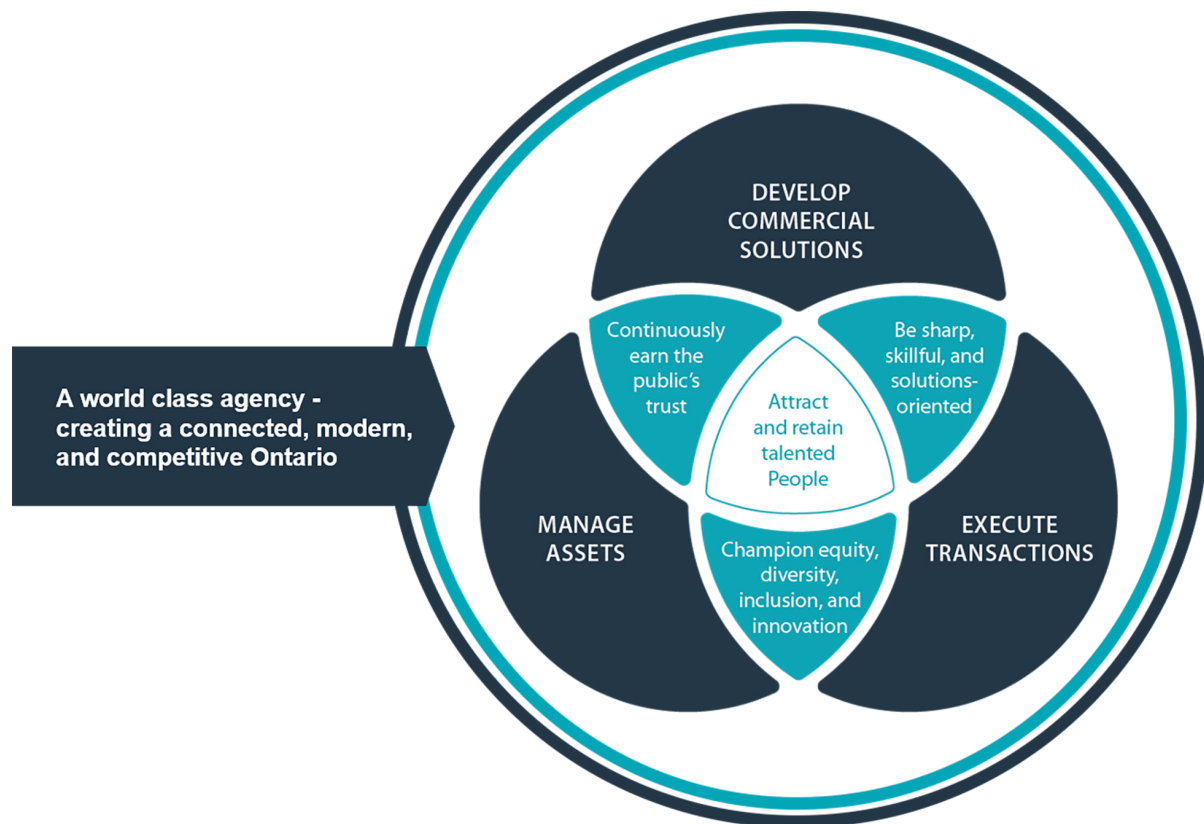 DEVELOP
COMMERCIAL
SOLUTIONS
Continuously
earn the
public’s
trust
Be sharp,
skillful, and
solutions-
oriented
A world class agency -
creating a connected, modern,
and competitive Ontario
Attract
and retain
talented
People
MANAGE
ASSETS
EXECUTE
TRANSACTIONS
Champion equity,
diversity,
inclusion, and
innovation